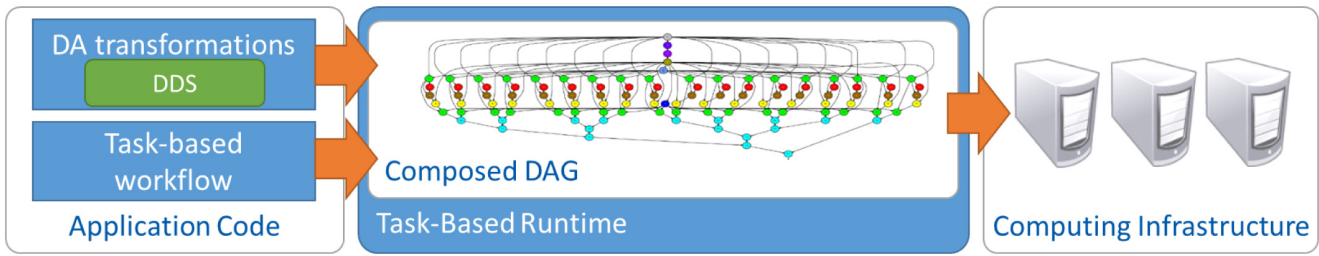 DA transformations
DDS
Task-based
workflow
Application Code
Composed DAG
Task-Based Runtime
Computing Infrastructure